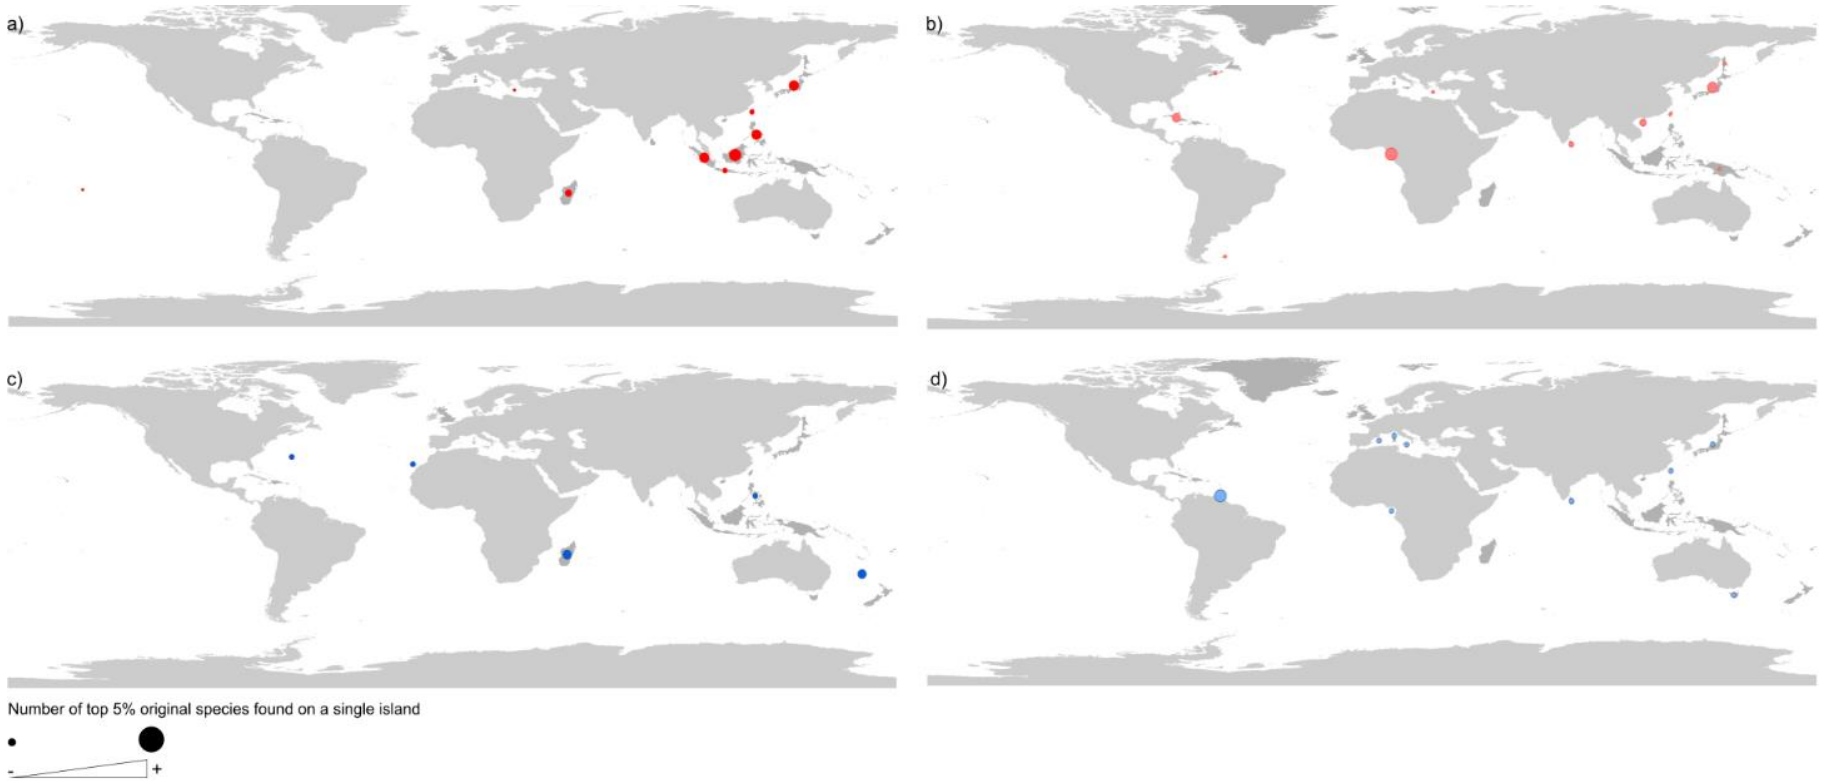 a)
b)
c)
d)
Number of top 5% original species found on a single island
- +